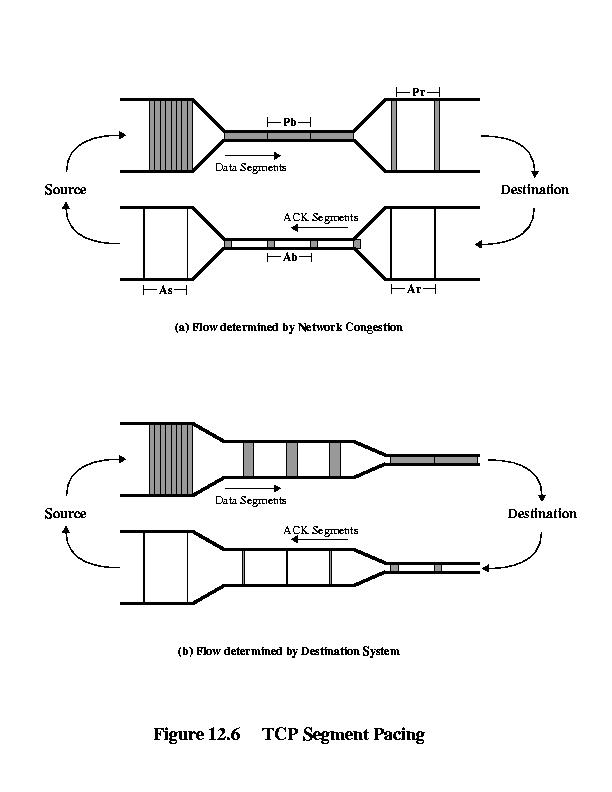 Pr
Pb
Data Segments
Source
Destination
ACK Segments
Ab
As
Ar
(a) Flow determined by Network Congestion
Data Segments
Source
Destination
ACK Segments
(b) Flow determined by Destination System
Figure 12.6 TCP Segment Pacing